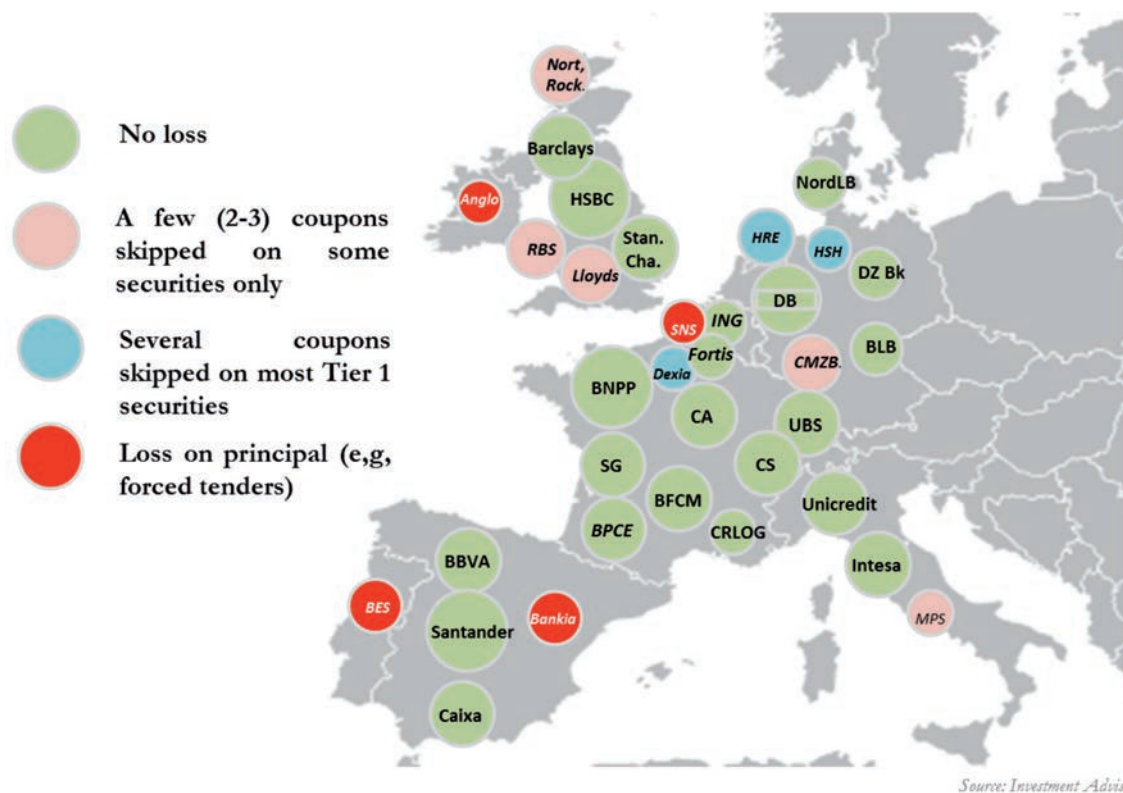 No loss
A few (2-3) coupons
skipped on some
securities only
Several coupons
skipped on most Tier 1
securities
Loss on principal (e,g,
forced tenders)
Nort,
Rock.
Barclays
HSBC
Anglo
RBS
Stan.
Cha.
Lloyds
NordLB
HRE
HSH
DZ Bk
DB
SNS
ING
Fortis
Dexia
CMZB.
BLB
BNPP
CA
UBS
SG
CS
BFCM
BPCE
CRLOG
Unicredit
Intesa
MPS
BBVA
BES
Santander
Bankia
Caixa
Source: Investment Advis